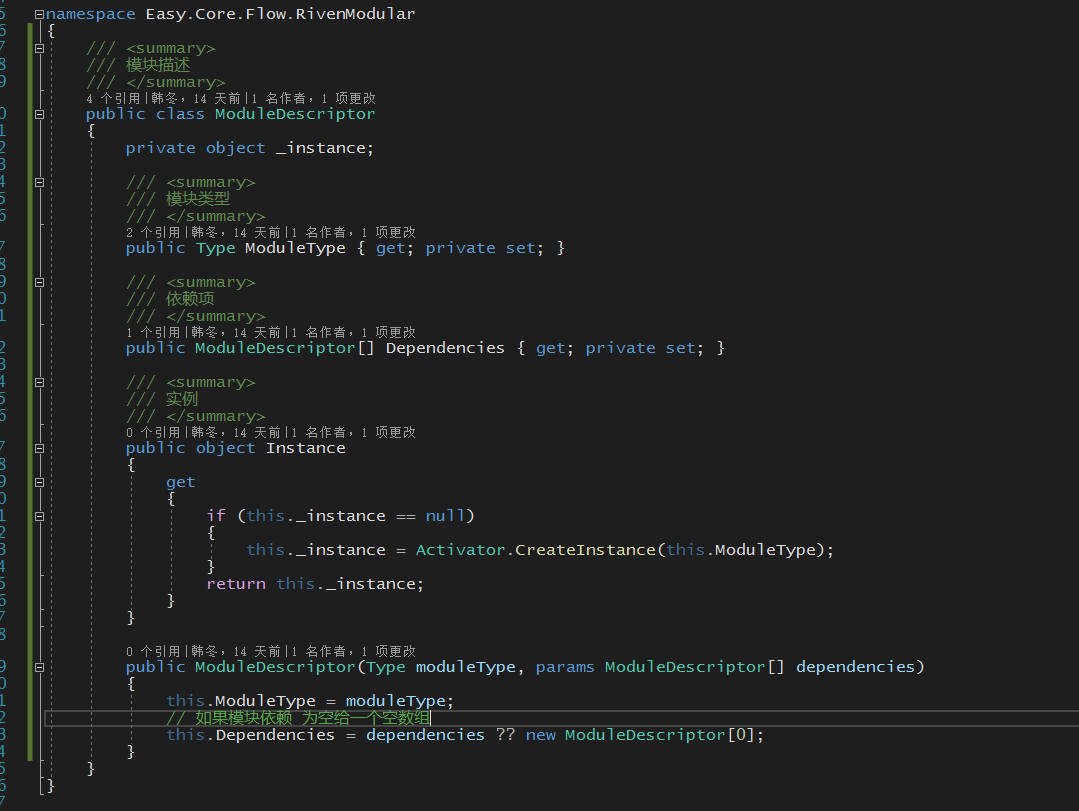 namespace Easy.Core.Flow.RivenModular
{
/// <summary>
/// 模块描述
/// </summary>
4 个引用|韩冬，14 天前|1 名作者，1 项更改
public class ModuleDescriptor
{
private object _instance;
/// <summary>
/// 模块类型
/// </summary>
2 个引用|韩冬，14 天前|1 名作者，1 项更改
public Type ModuleType { get; private set; }
/// <summary>
/// 依赖项
/// </summary>
1 个引用|韩冬，14 天前|1 名作者，1 项更改
public ModuleDescriptor[] Dependencies { get; private set; }
/// <summary>
/// 实例
/// </summary>
0 个引用|韩冬，14 天前|1 名作者，1 项更改
public object Instance
{
get
{
if (this._instance == null)
{
this._instance = Activator.CreateInstance(this.ModuleType);
}
return this._instance;
}
}
0 个引用|韩冬，14 天前|1 名作者，1 项更改
public ModuleDescriptor(Type moduleType, params ModuleDescriptor[] dependencies)
{
this.ModuleType = moduleType;
// 如果模块依赖 为空给一个空数组
this.Dependencies = dependencies ?? new ModuleDescriptor[0];
}
}
}